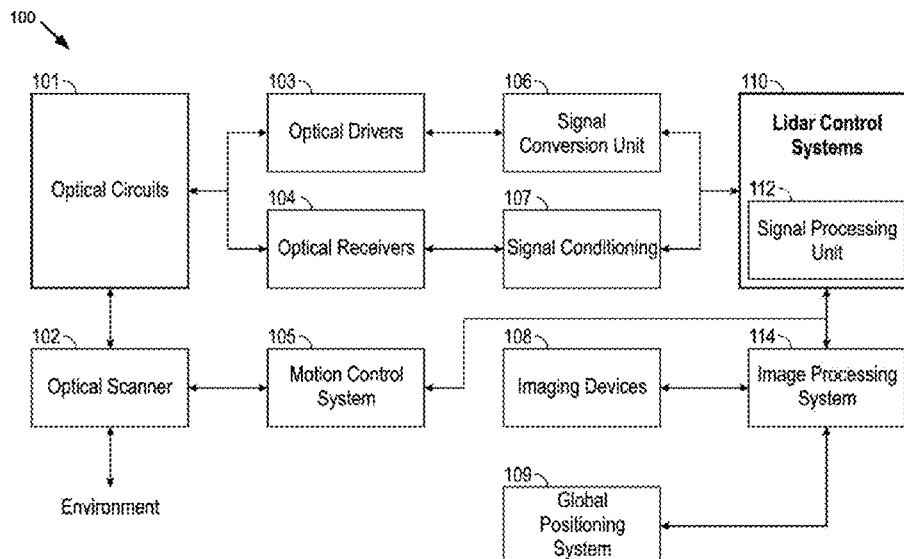 100
101
103
106
110
Optical Circuits
Optical Drivers
Signal
Conversion Unit
Lidar Control
Systems
104
107
112
Optical Receivers
Signal Conditioning
Signal Processing
Unit
102
105
108
114
Optical Scanner
Motion Control
System
Imaging Devices
Image Processing
System
Environment
109
Global
Positioning
System